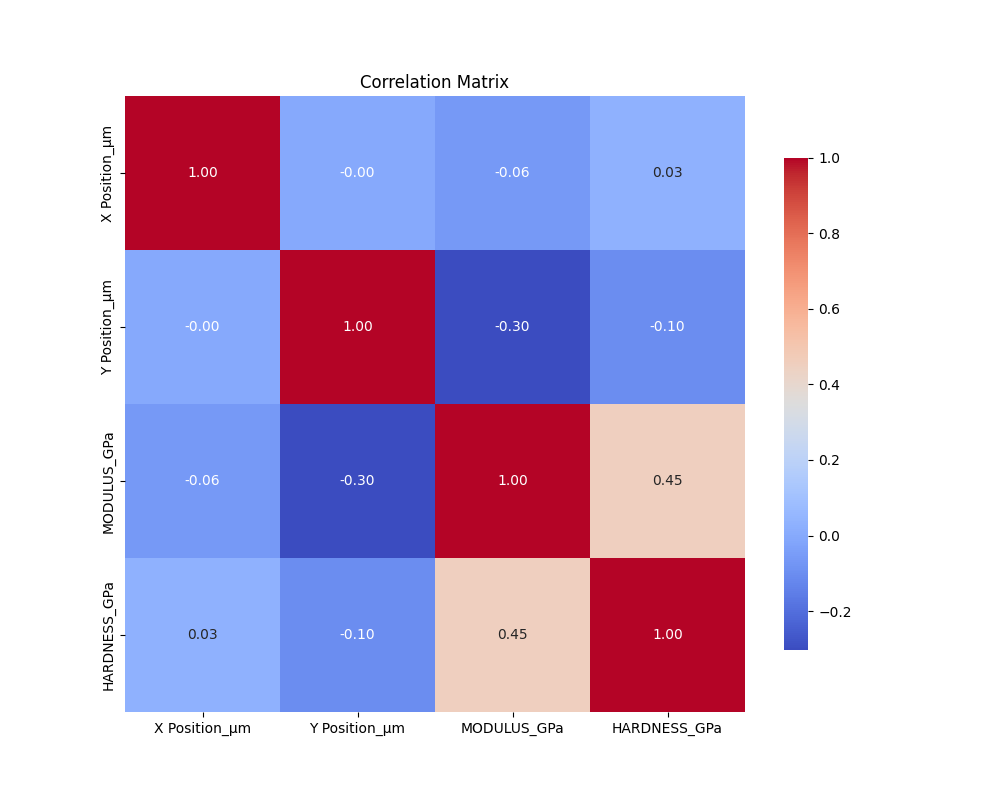 Correlation Matrix
X Position_μm
1.00
-0.00
-0.06
0.03
Y Position_μm
-0.00
1.00
-0.30
-0.10
MODULUS_GPa
-0.06
-0.30
1.00
0.45
HARDNESS_GPa
0.03
-0.10
0.45
1.00
X Position_μm
Y Position_μm
MODULUS_GPa
HARDNESS_GPa
1.0
0.8
0.6
0.4
0.2
0.0
−0.2